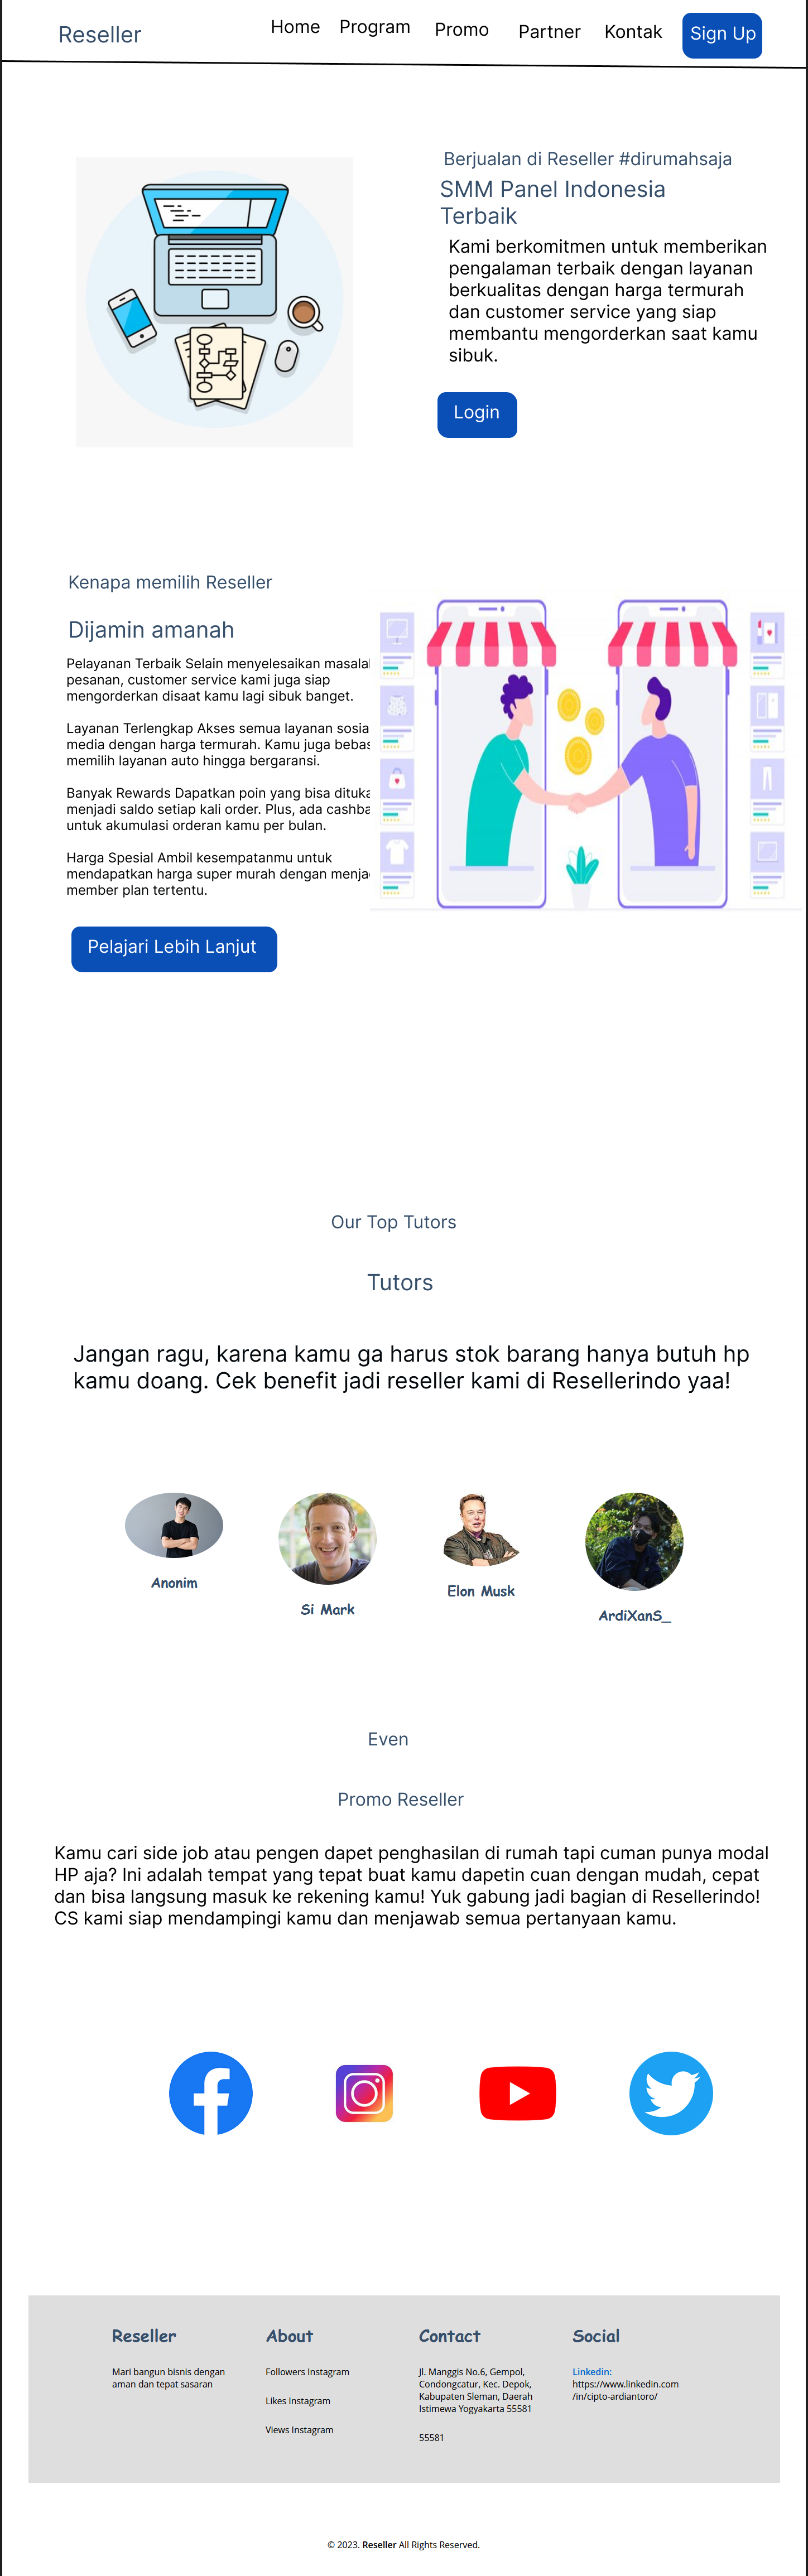 Reseller
Home
Program
Promo
Partner
Kontak
Sign Up
Berjualan di Reseller #dirumahsaja
SMM Panel Indonesia
Terbaik
Kami berkomitmen untuk memberikan
pengalaman terbaik dengan layanan
berkualitas dengan harga termurah
dan customer service yang siap
membantu mengorderkan saat kamu
sibuk.
Login
Kenapa memilih Reseller
Dijamin amanah
Pelayanan Terbaik Selain menyelesaikan
pesanan, customer service kami juga siap
mengorderkan disaat kamu lagi sibuk banget.
Layanan Terlengkap Akses semua layanan sosia
media dengan harga termurah. Kamu juga bebas
memilih layanan auto hingga bergaransi.
Banyak Rewards Dapatkan poin yang bisa dituka
menjadi saldo setiap kali order. Plus, ada cashba
untuk akumulasi orderan kamu per bulan.
Harga Spesial Ambil kesempatanmu untuk
mendapatkan harga super murah dengan
member plan tertentu.
Pelajari Lebih Lanjut
Our Top Tutors
Tutors
Jangan ragu, karena kamu ga harus stok barang hanya butuh hp
kamu doang. Cek benefit jadi reseller kami di Resellerindo yaa!
Anonim
Si Mark
Elon Musk
ArdiXanS_
Even
Promo Reseller
Kamu cari side job atau pengen dapet penghasilan di rumah tapi cuman punya modal
HP aja? Ini adalah tempat yang tepat buat kamu dapetin cuan dengan mudah, cepat
dan bisa langsung masuk ke rekening kamu! Yuk gabung jadi bagian di Resellerindo!
CS kami siap mendampingi kamu dan menjawab semua pertanyaan kamu.
Reseller
Mari bangun bisnis dengan
aman dan tepat sasaran
About
Followers Instagram
Likes Instagram
Views Instagram
Contact
Jl. Manggis No.6, Gempol,
Condongcatur, Kec. Depok,
Kabupaten Sleman, Daerah
Istimewa Yogyakarta 55581
55581
Social
Linkedin:
https://www.linkedin.com
/in/cipto-ardiantoro/
© 2023. Reseller All Rights Reserved.